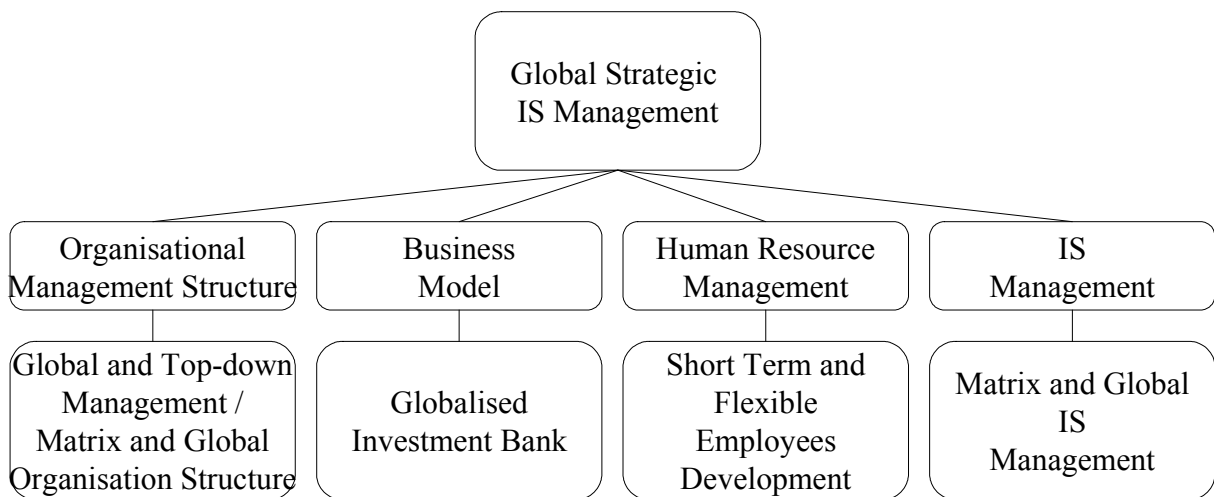 Global Strategic
IS Management
Organisational
Management Structure
Business
Model
Human Resource
Management
IS
Management
Global and Top-down
Management /
Matrix and Global
Organisation Structure
Globalised
Investment Bank
Short Term and
Flexible
Employees
Development
Matrix and Global
IS
Management